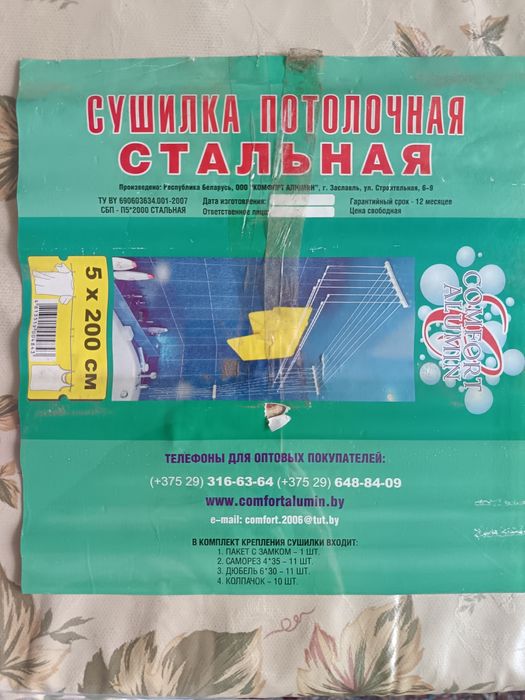 СУШИЛКА ПОТОЛОЧНАЯ
СТАЛЬНАЯ
Произведено: Республика Беларусь, ООО "КОМФОРТ АЛЮМИН", г. Заславль, ул. Строительная, 6-9
ТУ BY 690603634.001-2007
СБП - П5*2000 СТАЛЬНАЯ
Дата изготовления:
Ответственное лицо:
Гарантийный срок - 12 месяцев
Цена свободная
5 x 200 СМ
COMFORT
ALUMIN
ТЕЛЕФОНЫ ДЛЯ ОПТОВЫХ ПОКУПАТЕЛЕЙ:
(+375 29) 316-63-64 (+375 29) 648-84-09
www.comfortalumin.by
e-mail: comfort.2006@tut.by
В КОМПЛЕКТ КРЕПЛЕНИЯ СУШИЛКИ ВХОДИТ:
1. ПАКЕТ С ЗАМКОМ - 1 ШТ.
2. САМОРЕЗ 4*35 - 11 ШТ.
3. ДЮБЕЛЬ 6*30 - 11 ШТ.
4. КОЛПАЧОК - 10 ШТ.